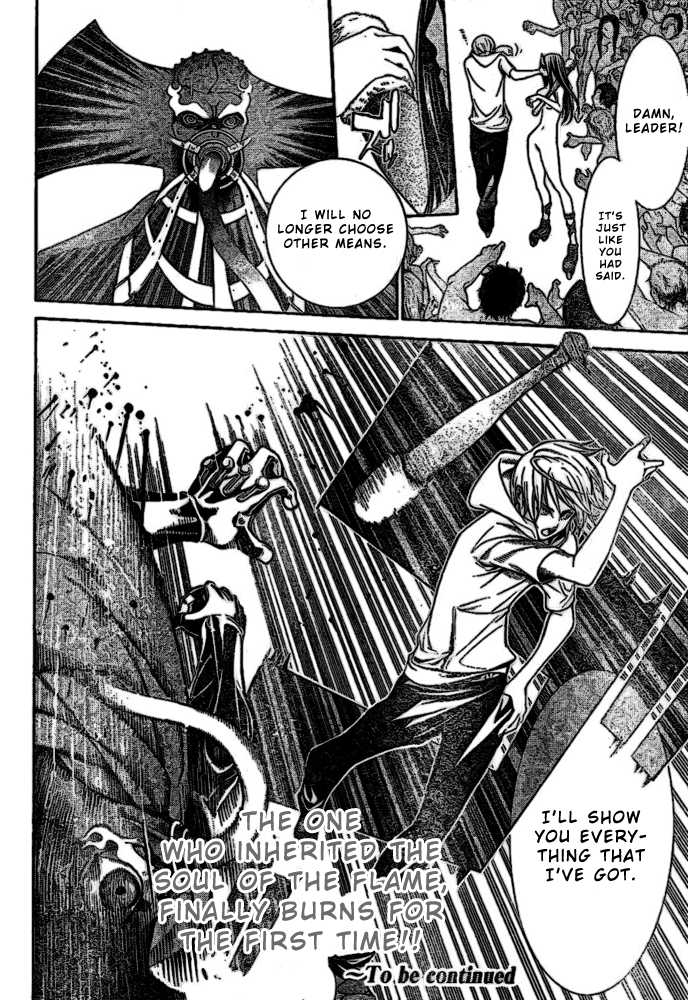 DAMN,
LEADER!
IT'S
JUST
LIKE
YOU
HAD
SAID.
I WILL NO
LONGER CHOOSE
OTHER MEANS.
I'LL SHOW
YOU EVERY-
THING THAT
I'VE GOT.
THE ONE
WHO INHERITED THE
SOUL OF THE FLAME,
FINALLY BURNS FOR
THE FIRST TIME!!
~To be continued